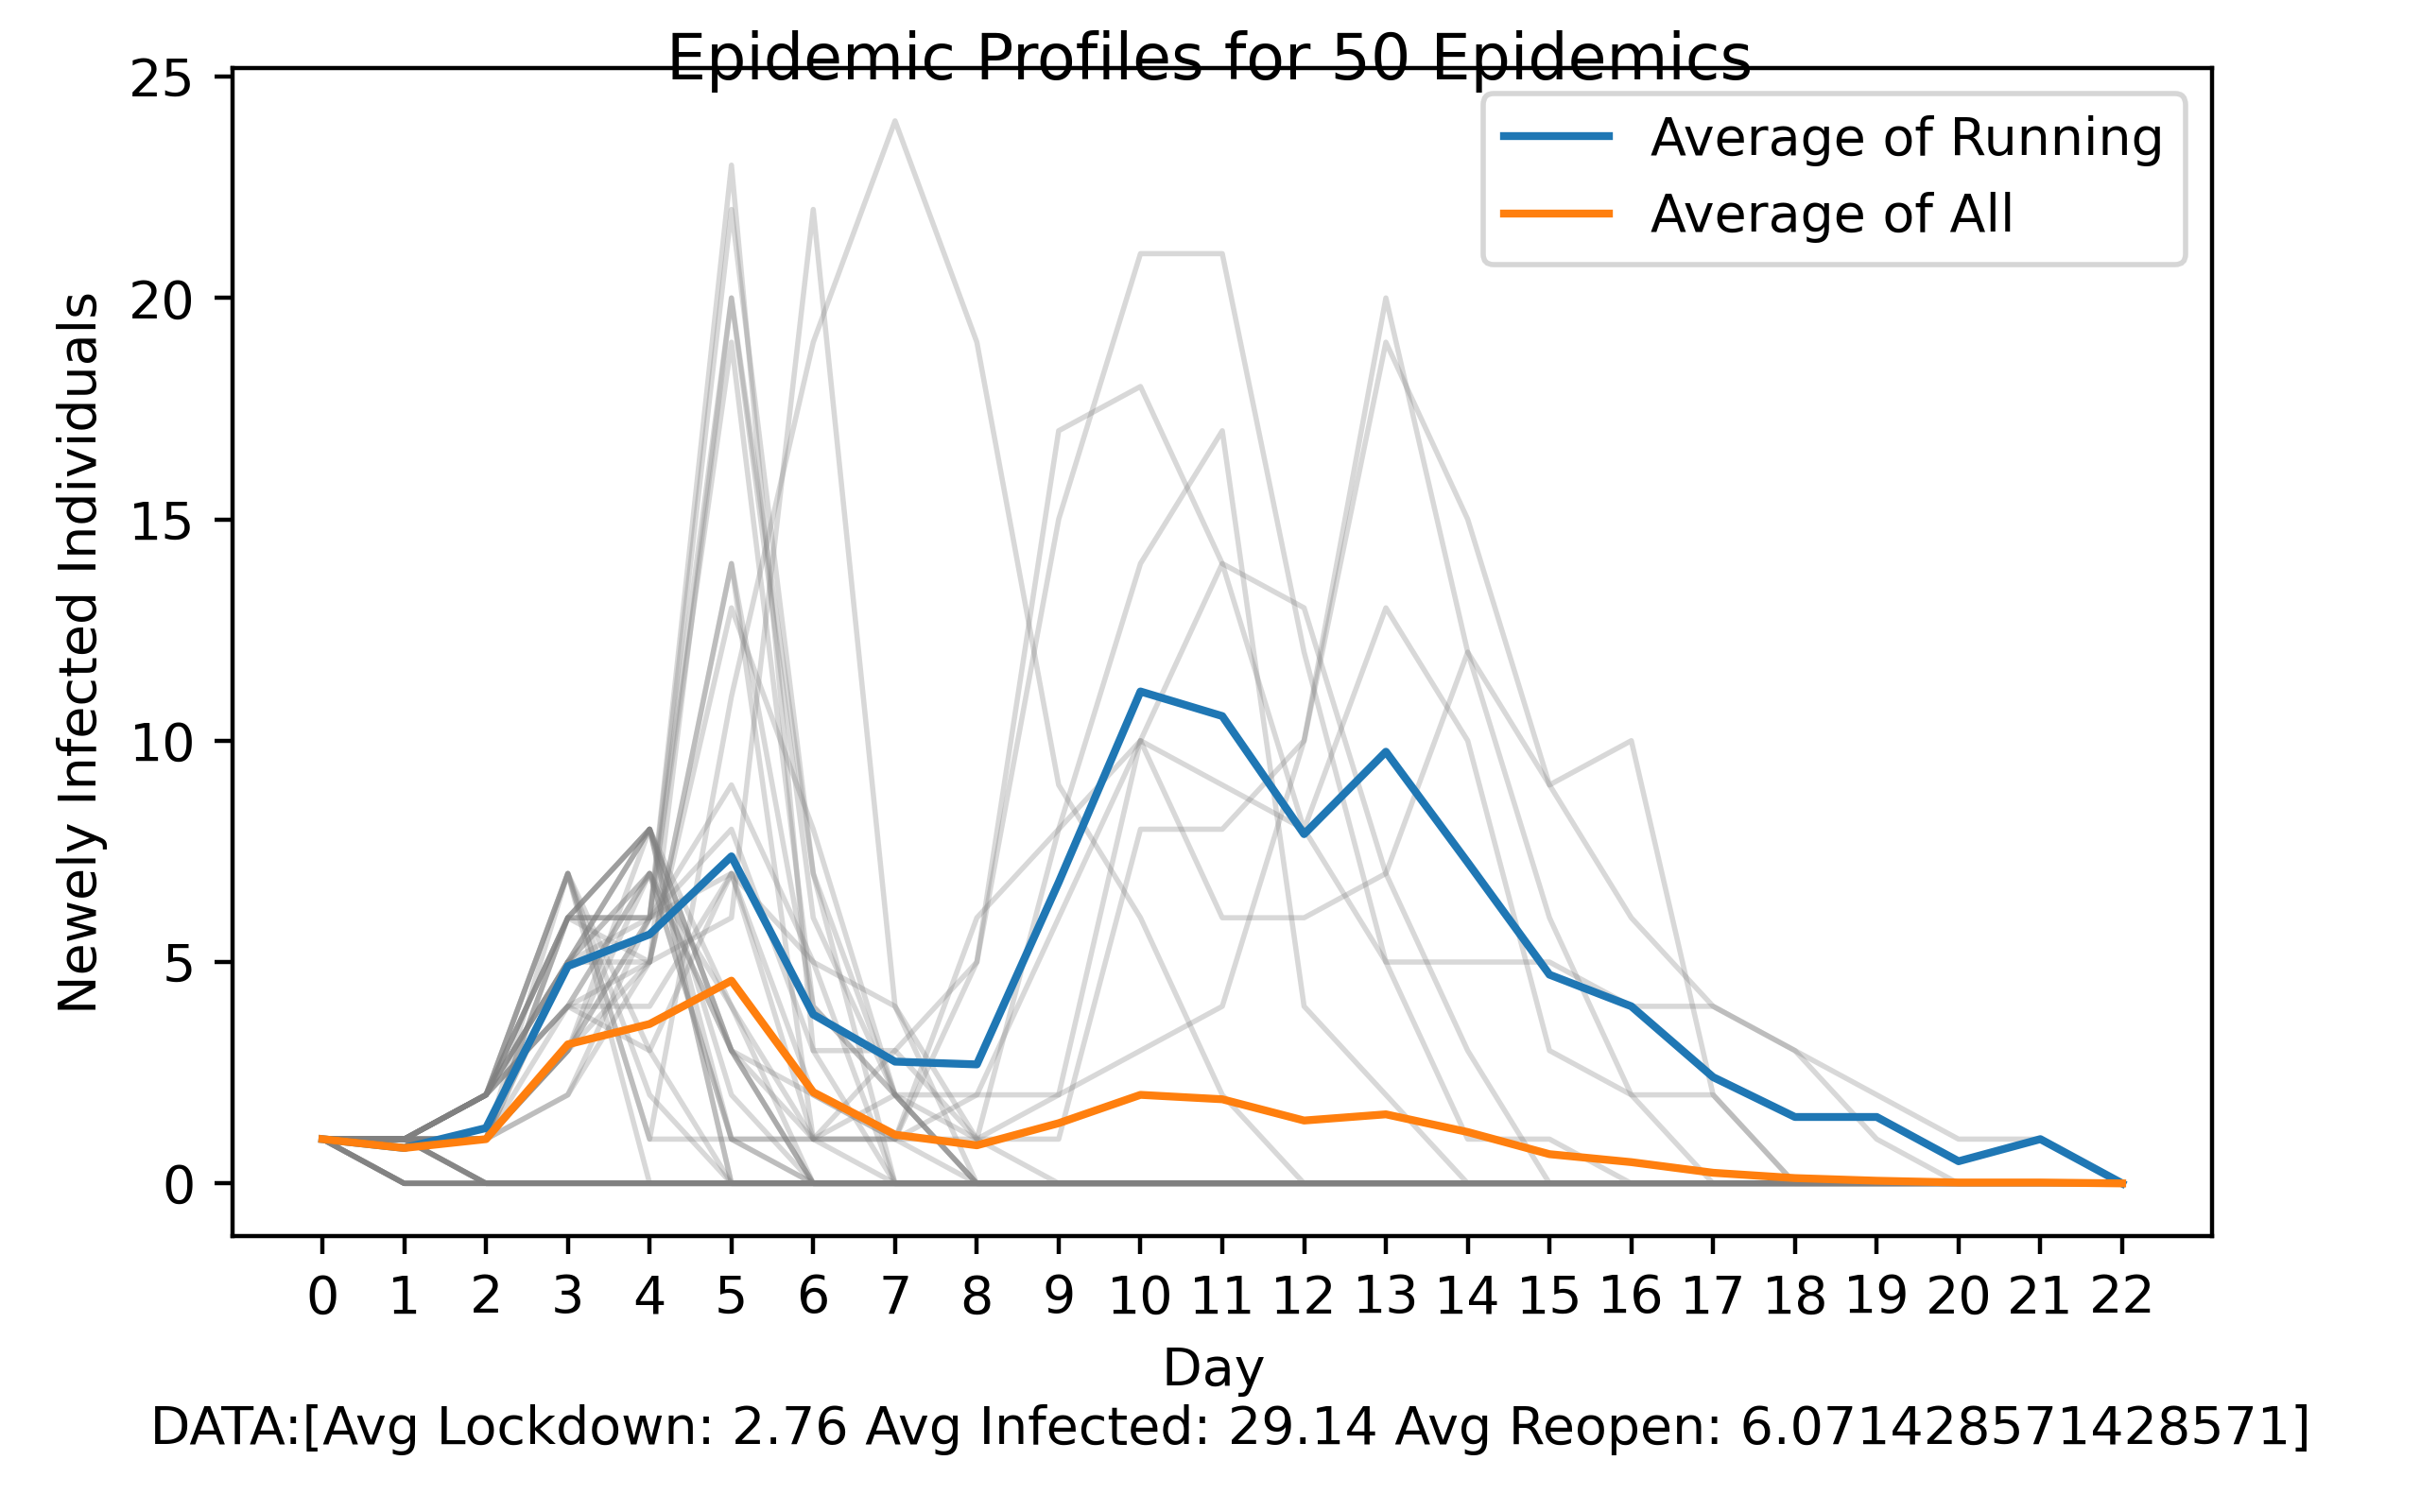 Epidemic Profiles for 50 Epidemics
Average of Running
Average of All
Newely Infected Individuals
25
20
15
10
5
0
0 1 2 3 4 5 6 7 8 9 10 11 12 13 14 15 16 17 18 19 20 21 22
Day
DATA:[Avg Lockdown: 2.76 Avg Infected: 29.14 Avg Reopen: 6.071428571428571]